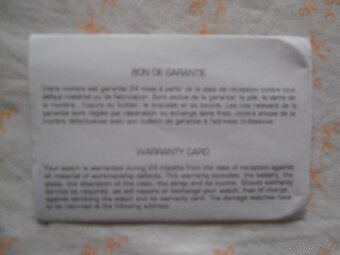 BON DE GARANTIE
Votre montre est garantie 24 mois à partir de la date de réception contre tout
défaut matériel ou de fabrication. Sont exclus de la garantie, la pile, le verre de
la montre, l'usure du boîtier, le bracelet et sa boucle. Les cas relevant de la
garantie sont réglés par réparation ou échange sans frais, contre envoie de la
montre défectueuse avec son bulletin de garantie à l'adresse ci-dessous.
WARRANTY CARD
Your watch is warranted during 24 months from the date of reception against
all material of workmanship defects. This warranty excludes: the battery, the
glass, the alteration of the case, the strap and its buckle. Should warranty
service be required, we will repairs or exchange your watch, free of charge,
against sending the watch and its warranty card. The damage watches have
to be returned at the following address: